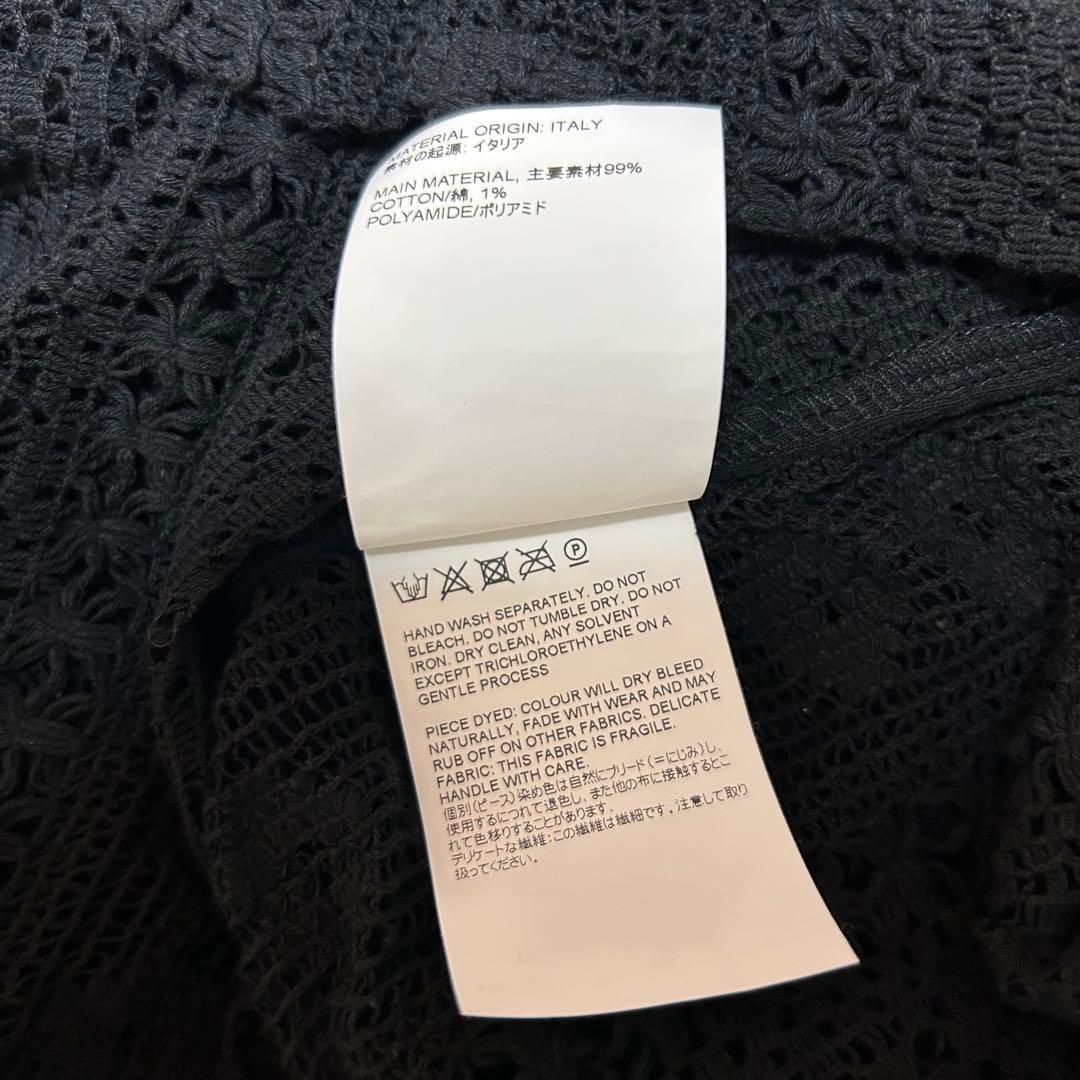 MATERIAL ORIGIN: ITALY
素材の起源: イタリア
MAIN MATERIAL, 主要素材99%
COTTON/綿, 1%
POLYAMIDE/ポリアミド
P
HAND WASH SEPARATELY. DO NOT
BLEACH. DO NOT TUMBLE DRY. DO NOT
IRON. DRY CLEAN, ANY SOLVENT
EXCEPT TRICHLOROETHYLENE ON A
GENTLE PROCESS
PIECE DYED: COLOUR WILL DRY BLEED
NATURALLY, FADE WITH WEAR AND MAY
RUB OFF ON OTHER FABRICS. DELICATE
FABRIC: THIS FABRIC IS FRAGILE.
HANDLE WITH CARE.
個別(ピース)染め色は自然にブリード(=にじみ)し、
使用するにつれて退色し、また他の布に接触するとこ
れて色移りすることがあります.
デリケートな繊維:この繊維は繊細です。注意して取り
扱ってください.